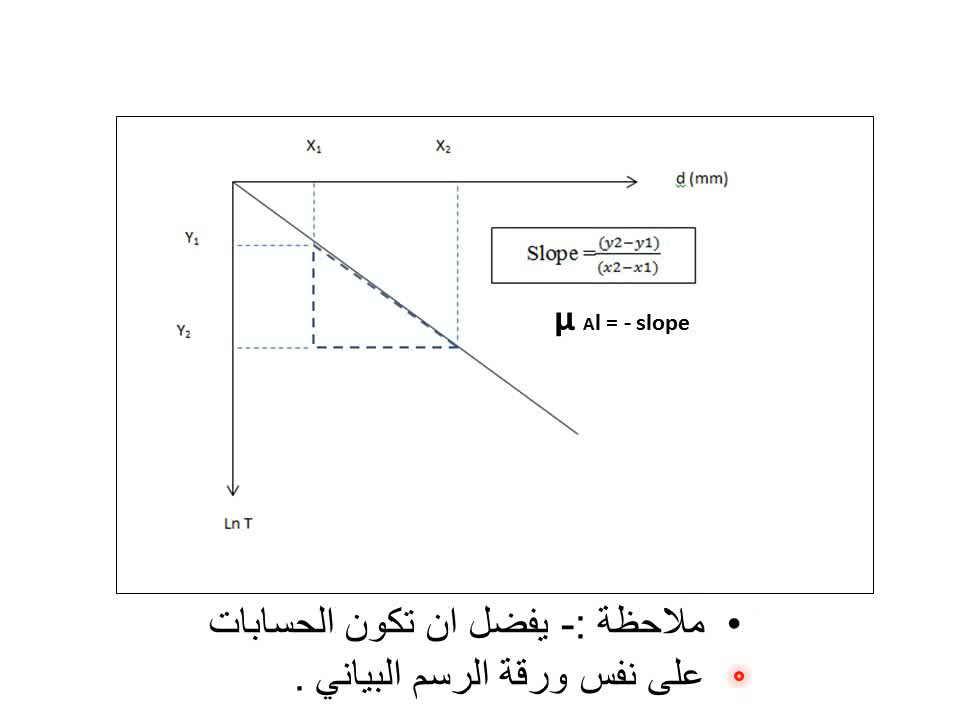 X₁ X₂
d (mm)
Y₁
Slope = (y2−y1)/(x2−x1)
μ Al = - slope
Y₂
Ln T
• ملاحظة :- يفضل ان تكون الحسابات
على نفس ورقة الرسم البياني .